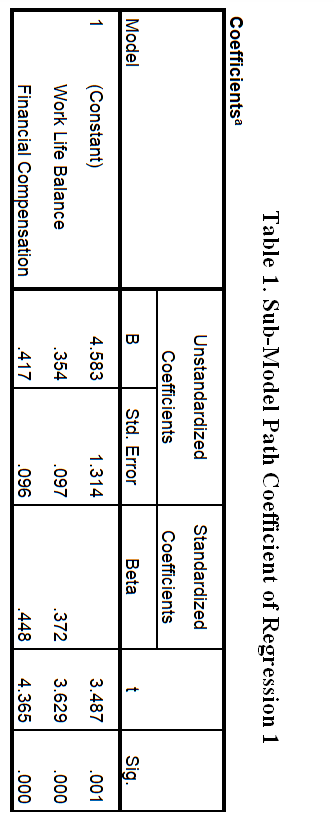 Table 1. Sub-Model Path Coefficient of Regression 1
Coefficientsᵃ
Unstandardized Coefficients Standardized Coefficients
Model B Std. Error Beta t Sig.
1 (Constant) 4.583 1.314 3.487 .001
Work Life Balance .354 .097 .372 3.629 .000
Financial Compensation .417 .096 .448 4.365 .000